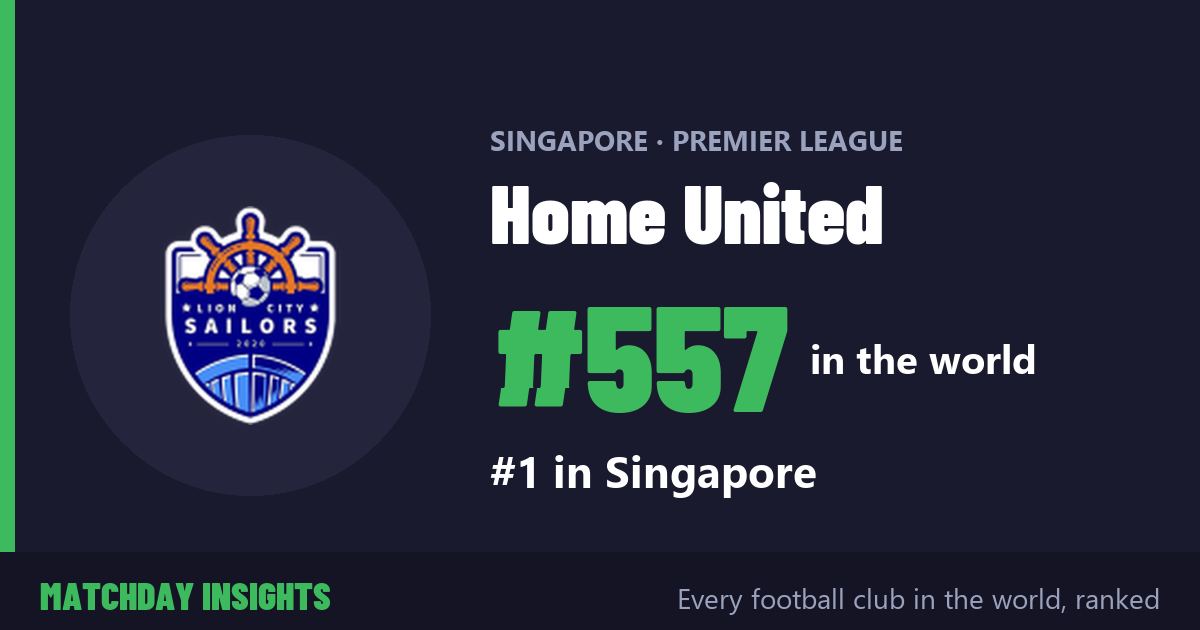 SINGAPORE · PREMIER LEAGUE
Home United
LION CITY
SAILORS
2020
#557 in the world
#1 in Singapore
MATCHDAY INSIGHTS
Every football club in the world, ranked